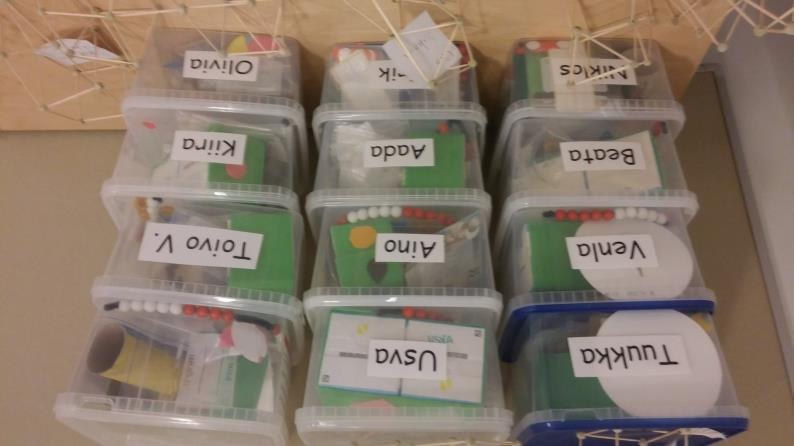 Tuukka
Usva
Venla
Aino
Toivo V.
Beata
Aada
Kiira
Niklas
Olivia